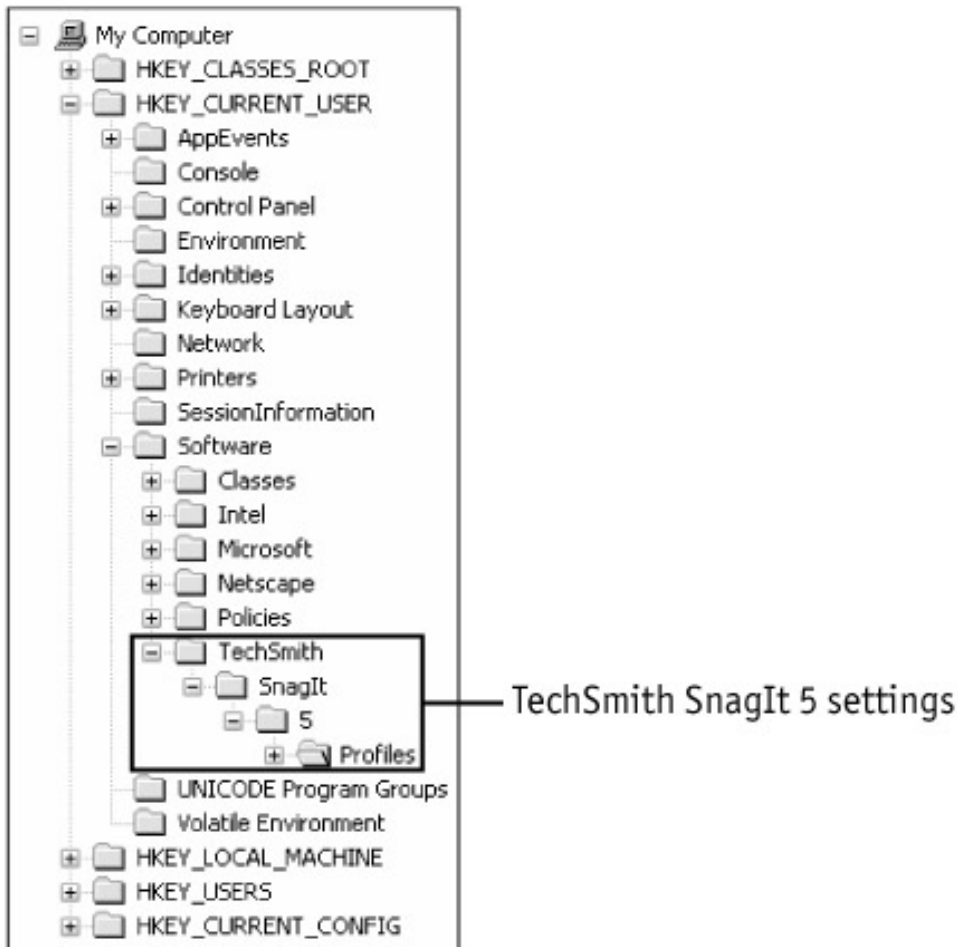 My Computer
HKEY_CLASSES_ROOT
HKEY_CURRENT_USER
AppEvents
Console
Control Panel
Environment
Identities
Keyboard Layout
Network
Printers
SessionInformation
Software
Classes
Intel
Microsoft
Netscape
Policies
TechSmith
SnagIt
5
Profiles
TechSmith SnagIt 5 settings
UNICODE Program Groups
Volatile Environment
HKEY_LOCAL_MACHINE
HKEY_USERS
HKEY_CURRENT_CONFIG